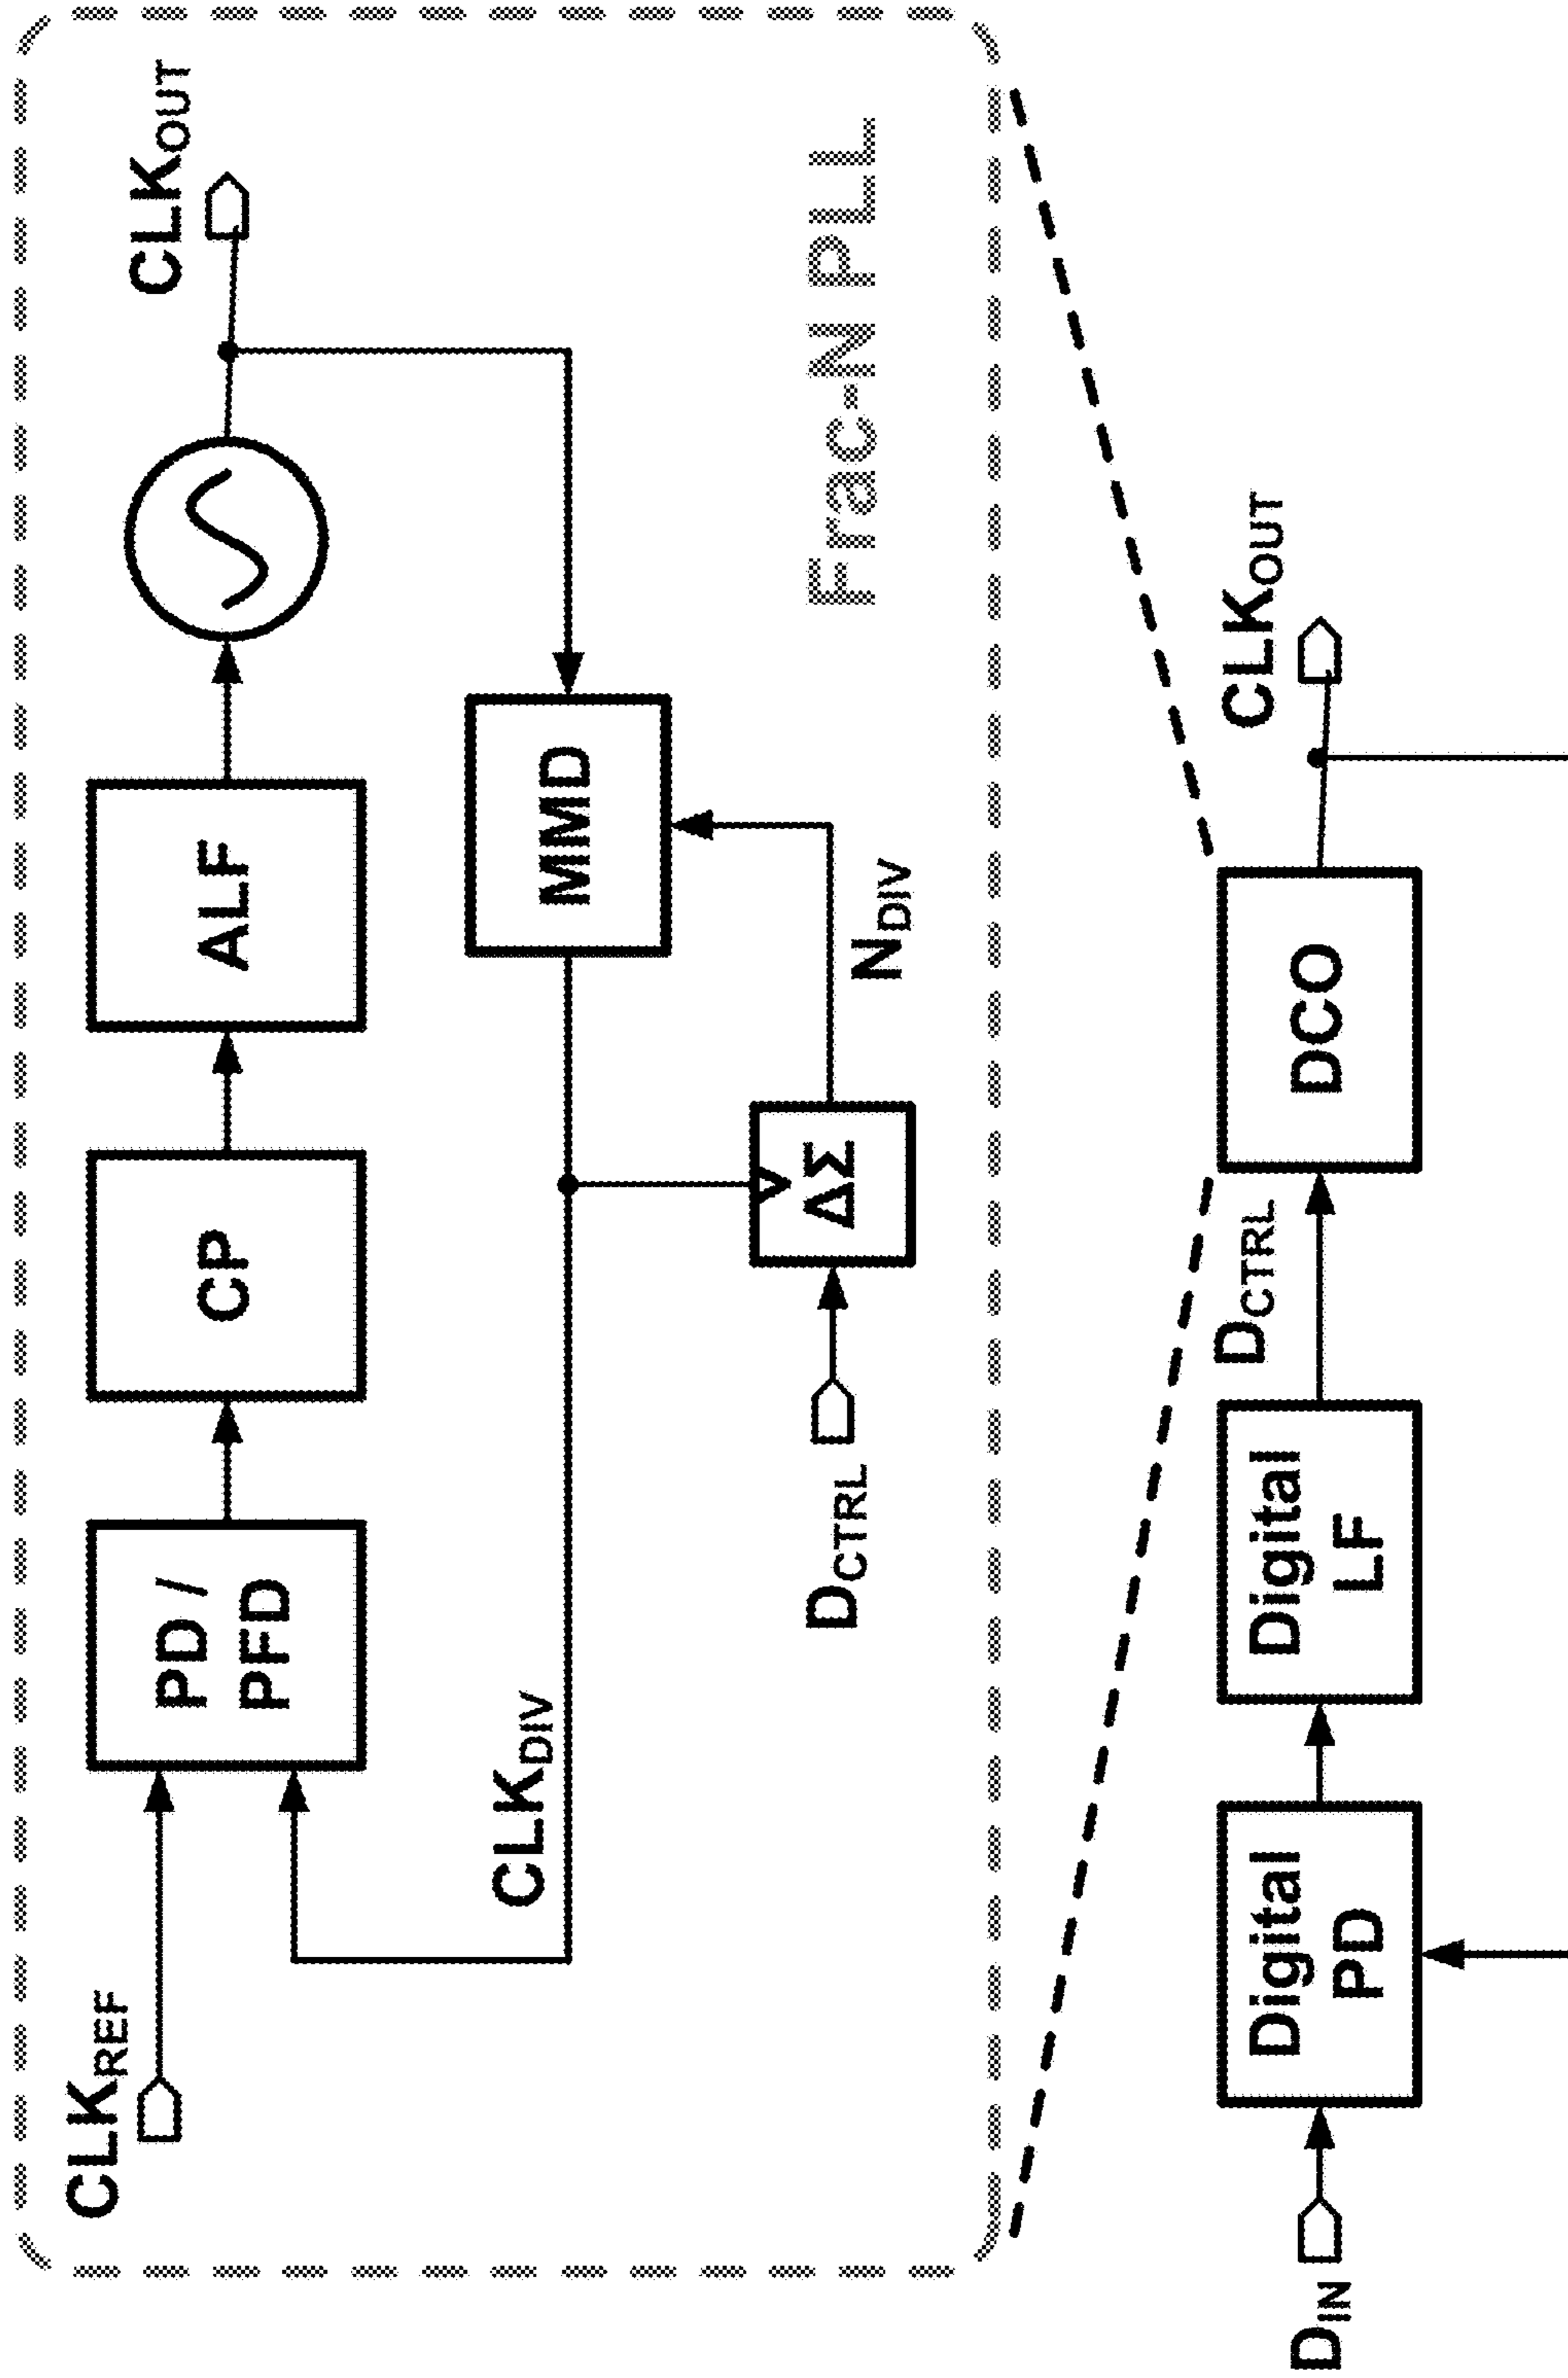 CLKREF
PD /
PFD
CP
ALF
CLKOUT
CLKDIV
MMD
NDIV
ΔΣ
DCTRL
Frac-N PLL
DIN
Digital
PD
Digital
LF
DCTRL
DCO
CLKOUT